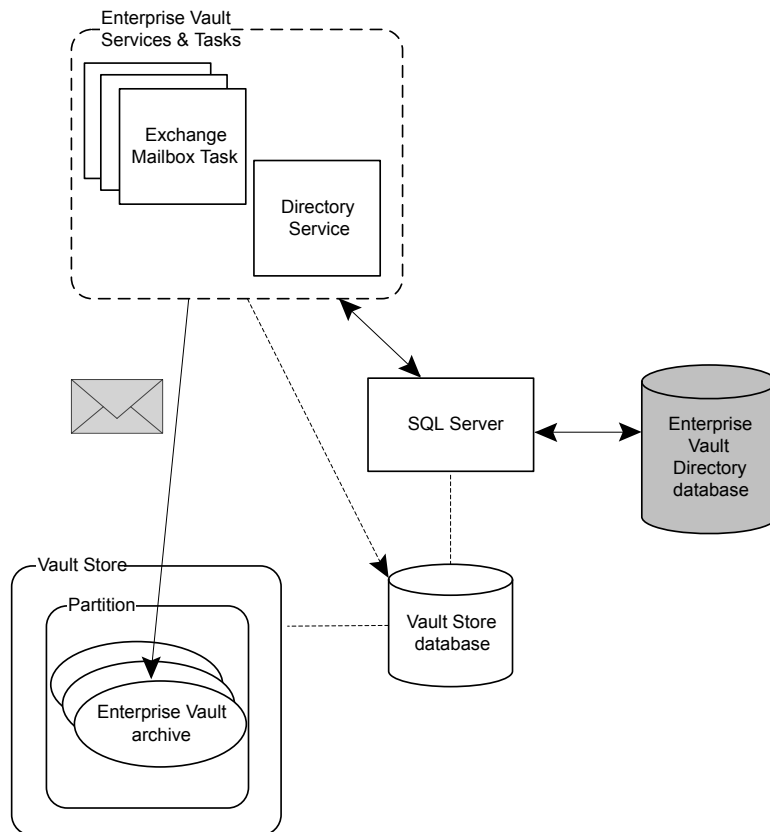 Enterprise Vault
Services & Tasks
Exchange
Mailbox Task
Directory
Service
SQL Server
Enterprise
Vault
Directory
database
Vault Store
Partition
Enterprise Vault
archive
Vault Store
database